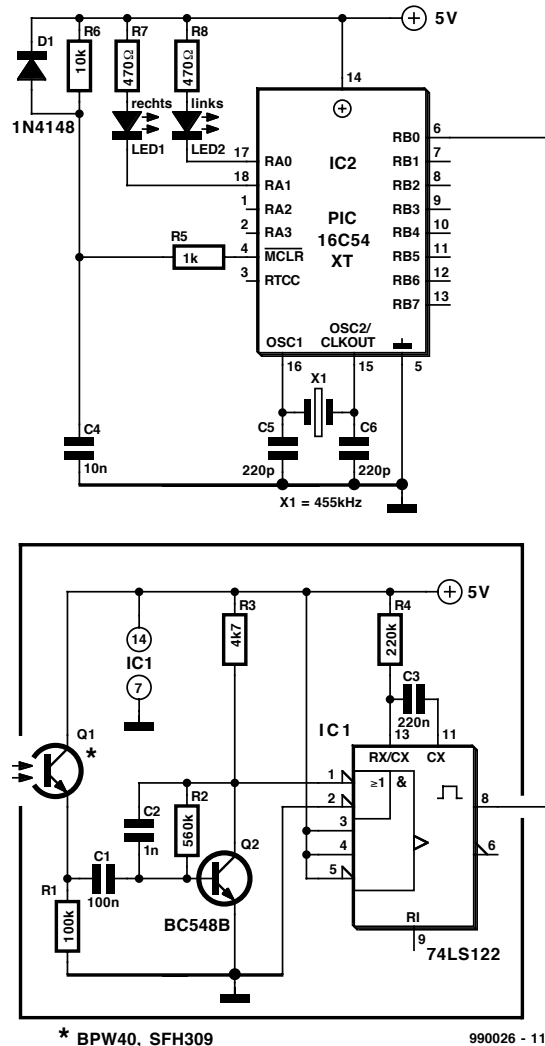 5V
D1
R6
R7
R8
10k
470Ω
470Ω
14
1N4148
rechts
links
LED1
LED2
17
RA0
18
RA1
1
RA2
2
RA3
4
MCLR
3
RTCC
IC2
PIC
16C54
XT
RB0
6
RB1
7
RB2
8
RB3
9
RB4
10
RB5
11
RB6
12
RB7
13
R5
1k
OSC2/
OSC1
CLKOUT
16
15
5
X1
C4
10n
C5
C6
220p
220p
X1 = 455kHz
5V
R3
4k7
R4
220k
14
IC1
7
C3
220n
IC1
13
11
RX/CX
CX
Q1
*
1
≥1
&
2
3
4
5
8
6
C2
1n
R2
560k
Q2
C1
100n
R1
100k
BC548B
RI
9
74LS122
* BPW40, SFH309
990026 - 11